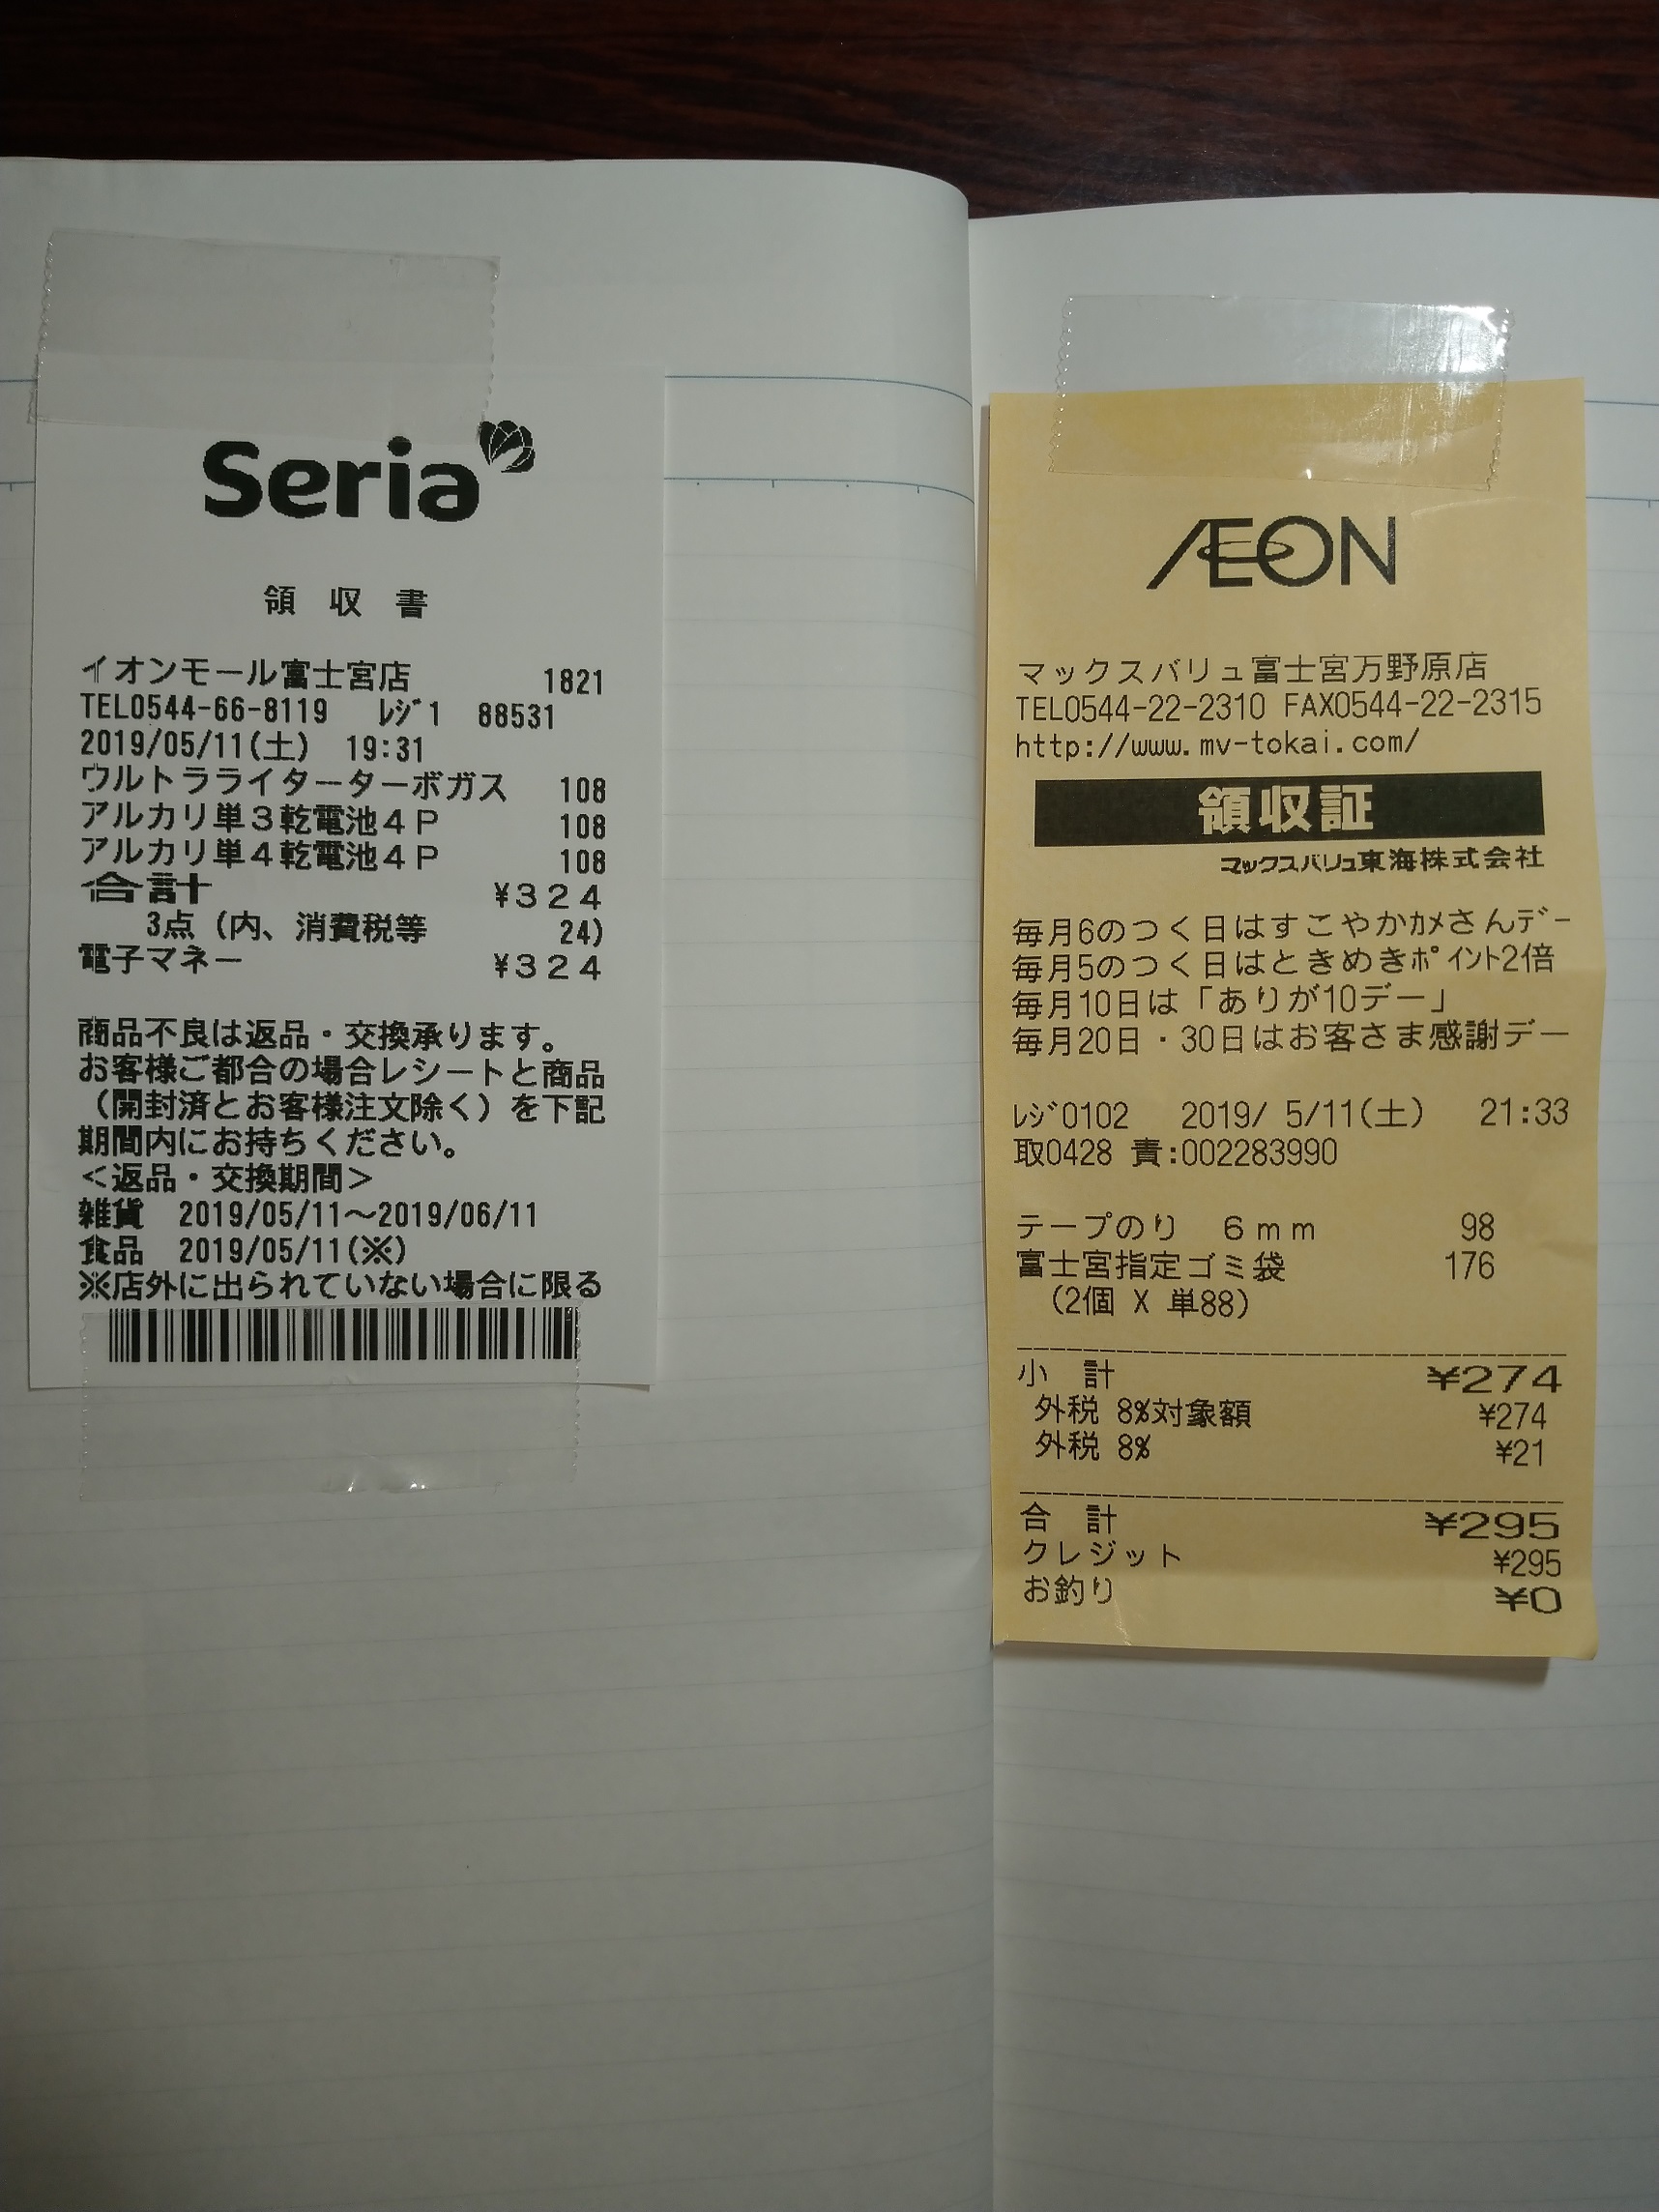 Seria
領 収 書
イオンモール富士宮店 1821
TEL0544-66-8119 ﾚｼﾞ1 88531
2019/05/11(土) 19:31
ウルトラライターターボガス 108
アルカリ単３乾電池４Ｐ 108
アルカリ単４乾電池４Ｐ 108
合計 ¥３２４
3点 (内、消費税等 24)
電子マネー ¥３２４
商品不良は返品・交換承ります。
お客様ご都合の場合レシートと商品
（開封済とお客様注文除く）を下記
期間内にお持ちください。
＜返品・交換期間＞
雑貨 2019/05/11～2019/06/11
食品 2019/05/11(※)
※店外に出られていない場合に限る
ÆON
マックスバリュ富士宮万野原店
TEL0544-22-2310 FAX0544-22-2315
http://www.mv-tokai.com/
領収証
マックスバリュ東海株式会社
毎月6のつく日はすこやかｶﾒさんﾃﾞｰ
毎月5のつく日はときめきﾎﾟｲﾝﾄ2倍
毎月10日は「ありが10デー」
毎月20日・30日はお客さま感謝デー
ﾚｼﾞ0102 2019/ 5/11(土) 21:33
取0428 責:002283990
テープのり ６ｍｍ 98
富士宮指定ゴミ袋 176
(2個 X 単88)
小 計 ¥274
外税 8%対象額 ¥274
外税 8% ¥21
合 計 ¥295
クレジット ¥295
お釣り ¥0